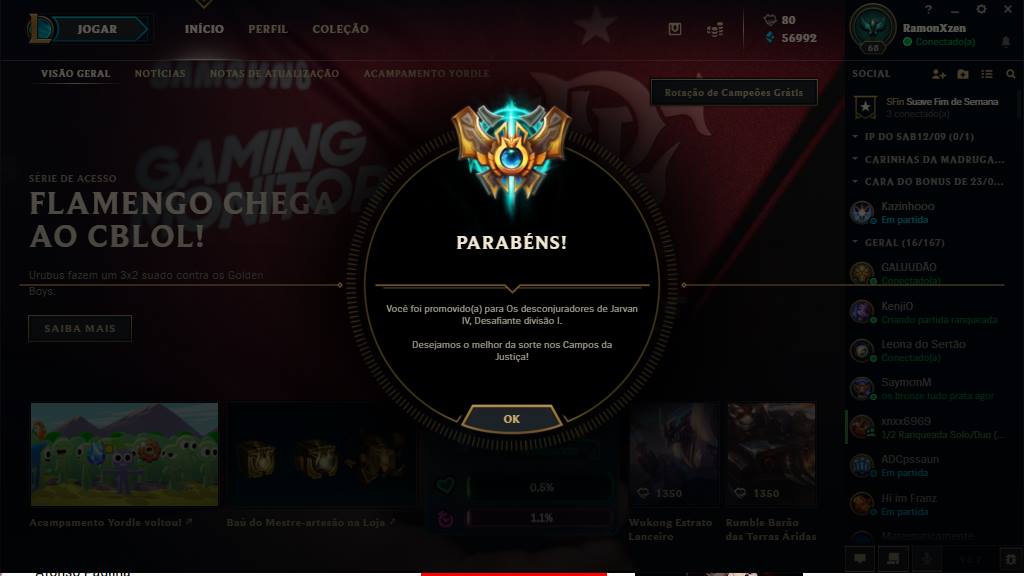 JOGAR
INÍCIO
PERFIL
COLEÇÃO
80
56992
?
68
RamonXzen
Conectado(a)
VISÃO GERAL
NOTÍCIAS
NOTAS DE ATUALIZAÇÃO
ACAMPAMENTO YORDLE
Rotação de Campeões Grátis
GAMING
SÉRIE DE ACESSO
FLAMENGO CHEGA
AO CBLOL!
Urubus fazem um 3x2 suado contra os Golden
Boys.
SAIBA MAIS
PARABÉNS!
Você foi promovido(a) para Os desconjuradores de Jarvan
IV, Desafiante divisão I.
Desejamos o melhor da sorte nos Campos da
Justiça!
OK
Acampamento Yordle voltou!
Baú do Mestre-artesão na Loja
0.5%
1.1%
1350
Wukong Estrato
Lanceiro
1350
Rumble Barão
das Terras Áridas
SOCIAL
SFin Suave Fim de Semana
3 conectado(a)
IP DO SAB12/09 (0/1)
CARINHAS DA MADRUGA...
CARA DO BONUS DE 23/0...
Kazinhooo
Em partida
GERAL (16/167)
GALUUDÃO
Conectado(a)
KenjiO
Criando partida ranqueada
Leona do Sertão
Conectado(a)
SaymonM
os bronze tudo prata agor
xnxx6969
1/2 Ranqueada Solo/Duo (...
ADCpssaun
Em partida
Hi im Franz
Em partida